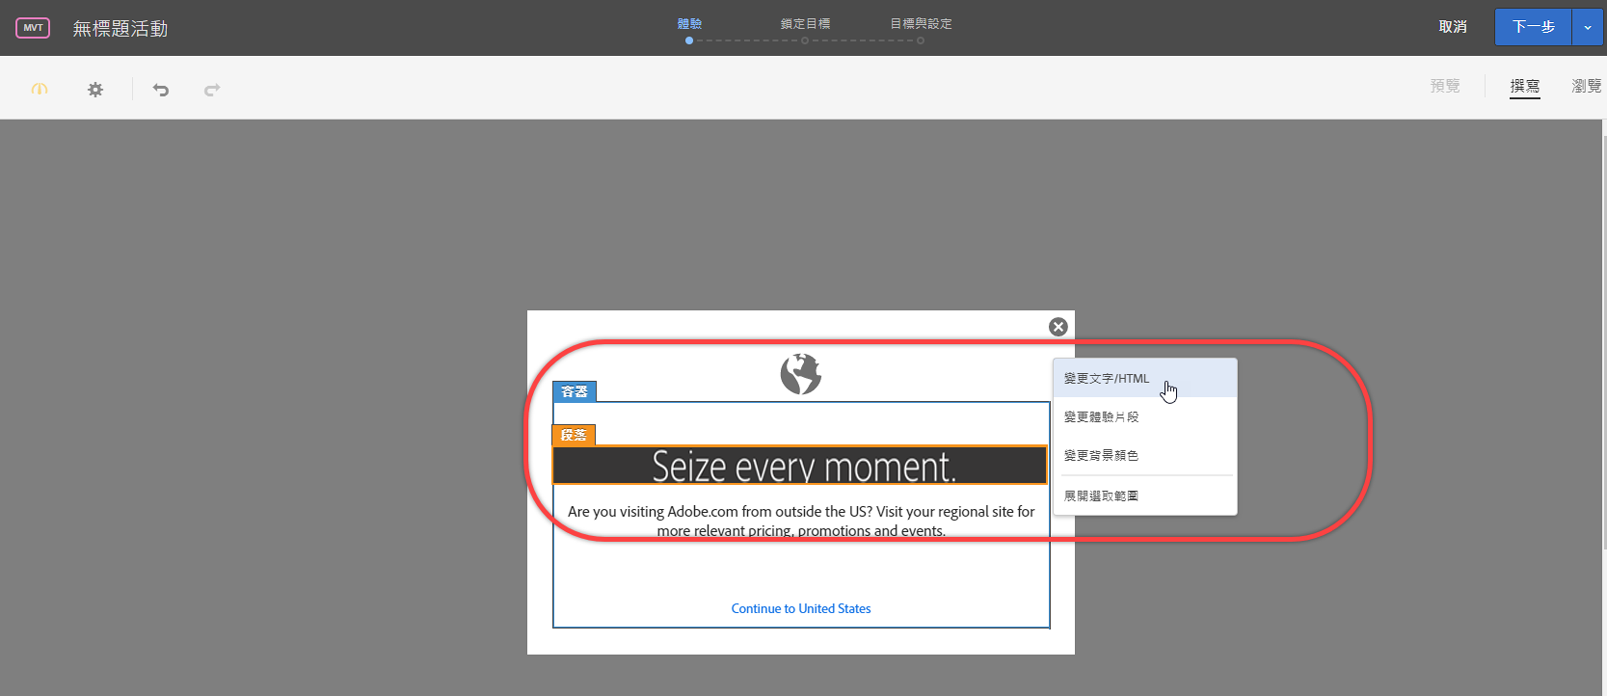 MVT
無標題活動
體驗
鎖定目標
目標與設定
取消
下一步
預覽
撰寫
瀏覽
容器
段落
Seize every moment.
Are you visiting Adobe.com from outside the US? Visit your regional site for
more relevant pricing, promotions and events.
Continue to United States
變更文字/HTML
變更體驗片段
變更背景顏色
展開選取範圍